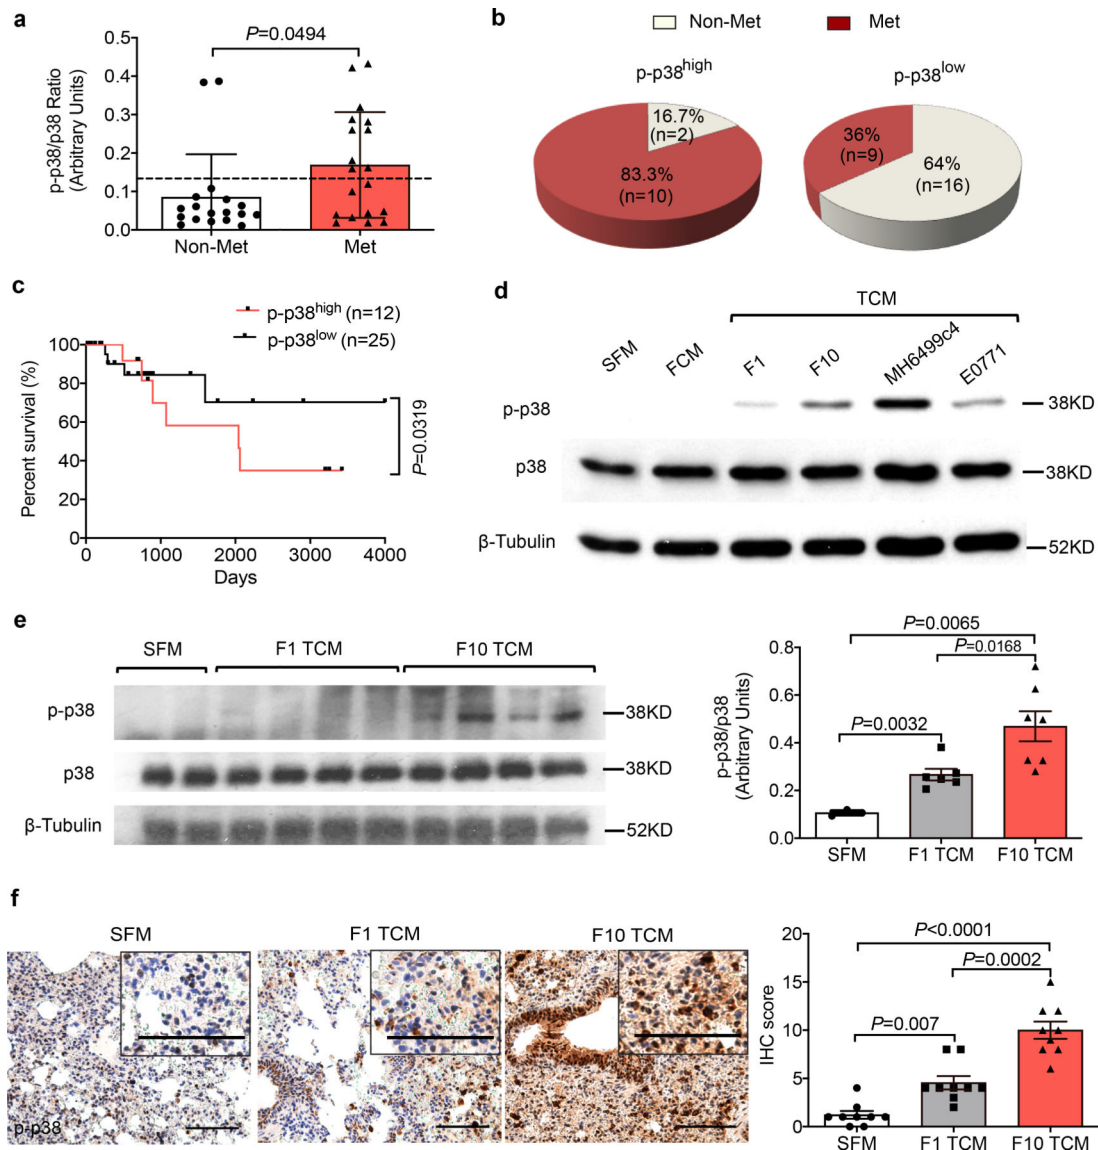 a
P=0.0494
p-p38/p38 Ratio
(Arbitrary Units)
0.5
0.4
0.3
0.2
0.1
0.0
Non-Met
Met
b
Non-Met
Met
p-p38high
p-p38low
16.7%
(n=2)
83.3%
(n=10)
36%
(n=9)
64%
(n=16)
c
p-p38high (n=12)
p-p38low (n=25)
Percent survival (%)
100
80
60
40
20
0
0
1000
2000
3000
4000
Days
P=0.0319
d
TCM
SFM
FCM
F1
F10
MH6499c4
E0771
p-p38
38KD
p38
38KD
β-Tubulin
52KD
e
SFM
F1 TCM
F10 TCM
p-p38
38KD
p38
38KD
β-Tubulin
52KD
p-p38/p38
(Arbitrary Units)
0.8
0.6
0.4
0.2
0.0
P=0.0065
P=0.0168
P=0.0032
SFM
F1 TCM
F10 TCM
f
SFM
F1 TCM
F10 TCM
p-p38
IHC score
20
15
10
5
0
P<0.0001
P=0.0002
P=0.007
SFM
F1 TCM
F10 TCM